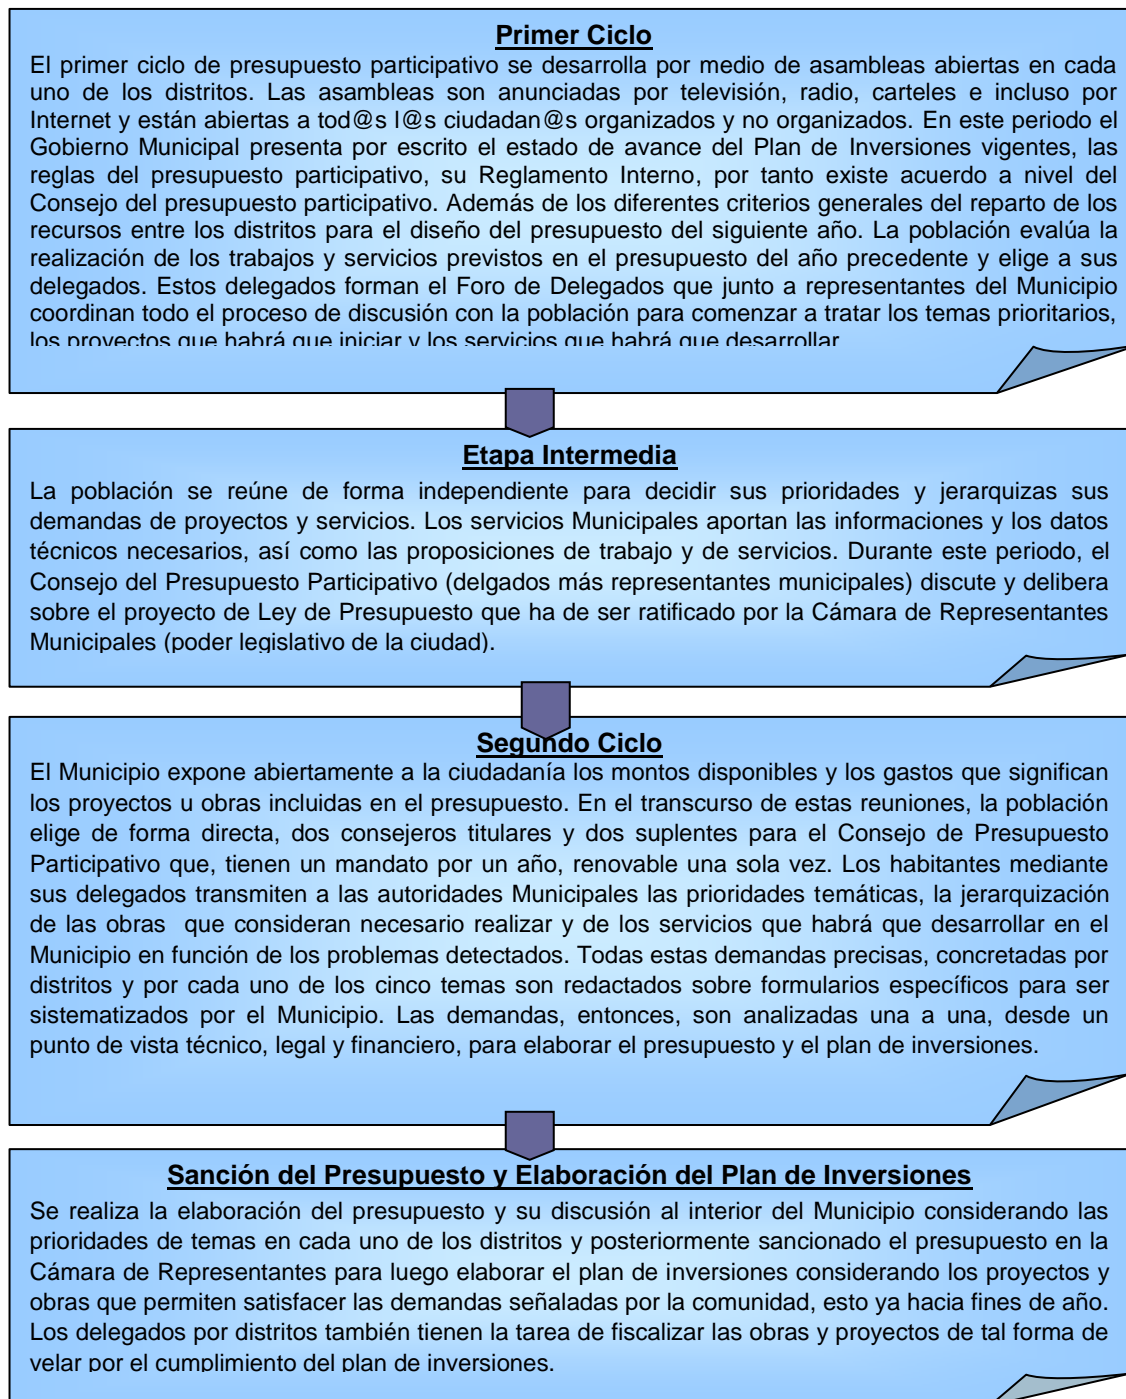 Primer Ciclo
El primer ciclo de presupuesto participativo se desarrolla por medio de asambleas abiertas en cada
uno de los distritos. Las asambleas son anunciadas por televisión, radio, carteles e incluso por
Internet y están abiertas a tod@s l@s ciudadan@s organizados y no organizados. En este periodo el
Gobierno Municipal presenta por escrito el estado de avance del Plan de Inversiones vigentes, las
reglas del presupuesto participativo, su Reglamento Interno, por tanto existe acuerdo a nivel del
Consejo del presupuesto participativo. Además de los diferentes criterios generales del reparto de los
recursos entre los distritos para el diseño del presupuesto del siguiente año. La población evalúa la
realización de los trabajos y servicios previstos en el presupuesto del año precedente y elige a sus
delegados. Estos delegados forman el Foro de Delegados que junto a representantes del Municipio
coordinan todo el proceso de discusión con la población para comenzar a tratar los temas prioritarios,
los proyectos que habrá que iniciar y los servicios que habrá que desarrollar
Etapa Intermedia
La población se reúne de forma independiente para decidir sus prioridades y jerarquizas sus
demandas de proyectos y servicios. Los servicios Municipales aportan las informaciones y los datos
técnicos necesarios, así como las proposiciones de trabajo y de servicios. Durante este periodo, el
Consejo del Presupuesto Participativo (delgados más representantes municipales) discute y delibera
sobre el proyecto de Ley de Presupuesto que ha de ser ratificado por la Cámara de Representantes
Municipales (poder legislativo de la ciudad).
Segundo Ciclo
El Municipio expone abiertamente a la ciudadanía los montos disponibles y los gastos que significan
los proyectos u obras incluidas en el presupuesto. En el transcurso de estas reuniones, la población
elige de forma directa, dos consejeros titulares y dos suplentes para el Consejo de Presupuesto
Participativo que, tienen un mandato por un año, renovable una sola vez. Los habitantes mediante
sus delegados transmiten a las autoridades Municipales las prioridades temáticas, la jerarquización
de las obras que consideran necesario realizar y de los servicios que habrá que desarrollar en el
Municipio en función de los problemas detectados. Todas estas demandas precisas, concretadas por
distritos y por cada uno de los cinco temas son redactados sobre formularios específicos para ser
sistematizados por el Municipio. Las demandas, entonces, son analizadas una a una, desde un
punto de vista técnico, legal y financiero, para elaborar el presupuesto y el plan de inversiones.
Sanción del Presupuesto y Elaboración del Plan de Inversiones
Se realiza la elaboración del presupuesto y su discusión al interior del Municipio considerando las
prioridades de temas en cada uno de los distritos y posteriormente sancionado el presupuesto en la
Cámara de Representantes para luego elaborar el plan de inversiones considerando los proyectos y
obras que permiten satisfacer las demandas señaladas por la comunidad, esto ya hacia fines de año.
Los delegados por distritos también tienen la tarea de fiscalizar las obras y proyectos de tal forma de
velar por el cumplimiento del plan de inversiones.